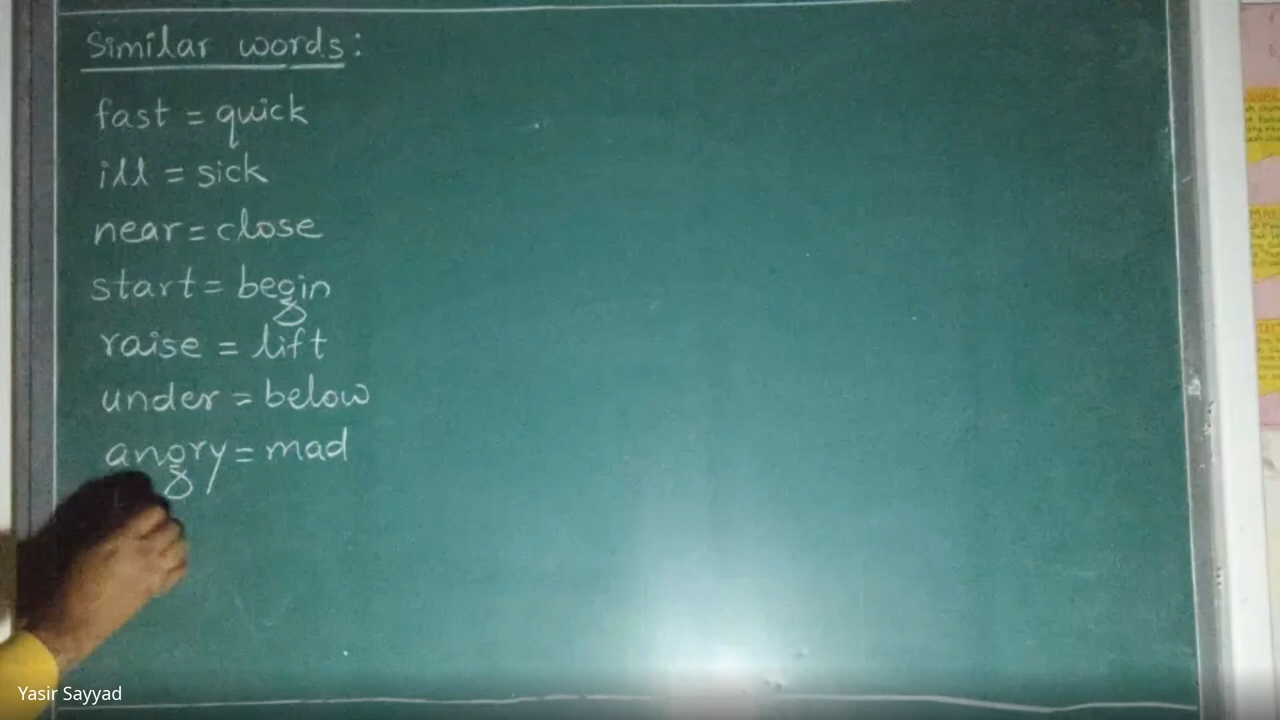 Similar words:
fast = quick
ill = sick
near = close
start = begin
raise = lift
under = below
angry = mad
Yasir Sayyad